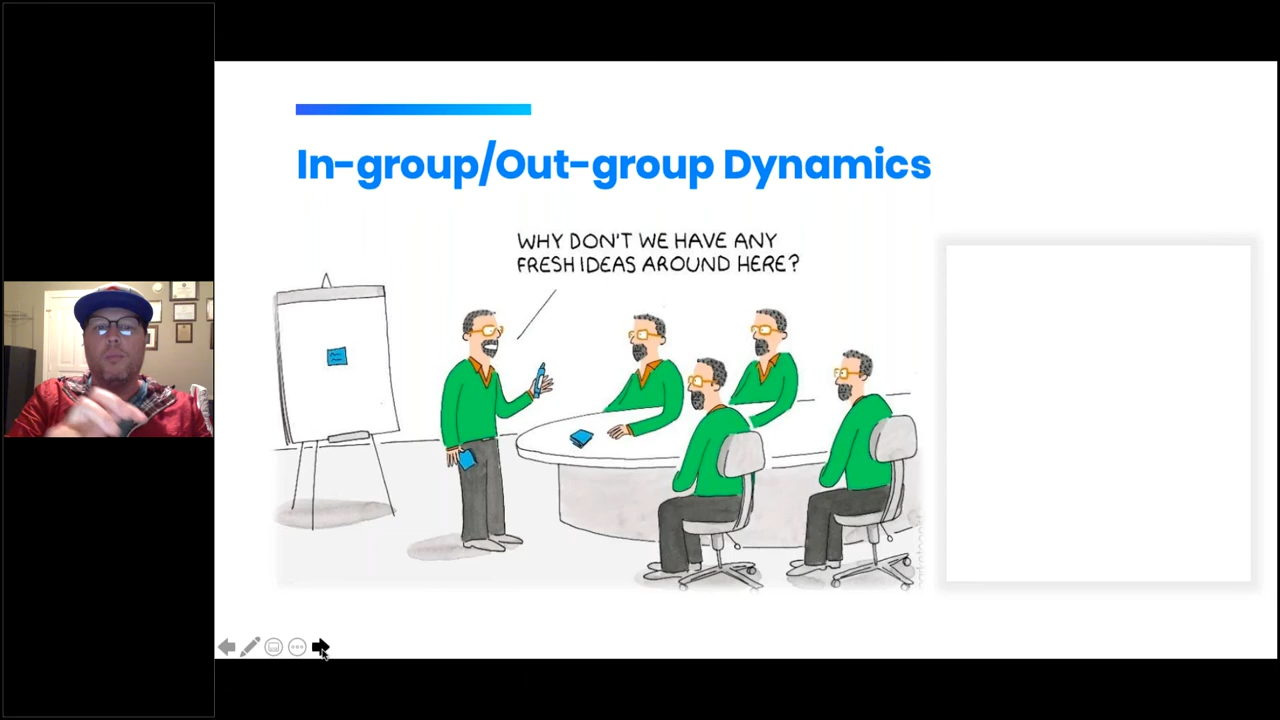 In-group/Out-group Dynamics
WHY DON'T WE HAVE ANY
FRESH IDEAS AROUND HERE?